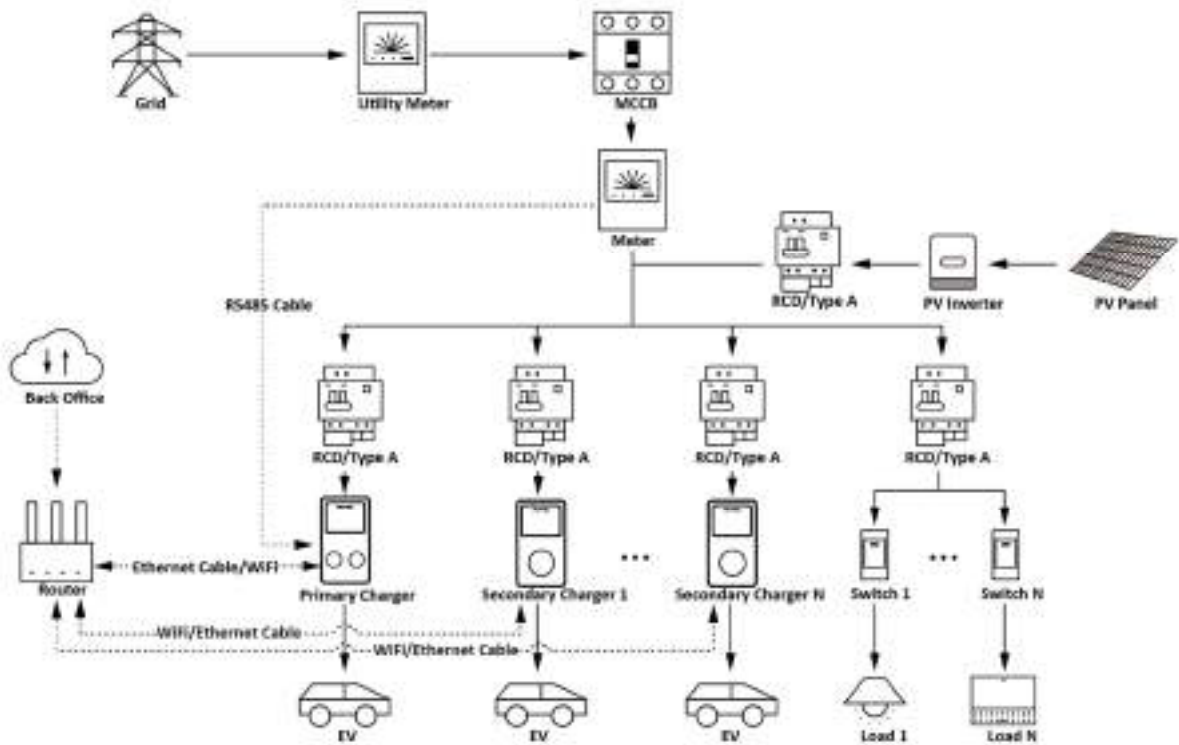 Grid
Utility Meter
MCCB
Meter
RCD/Type A
PV Inverter
PV Panel
RS485 Cable
Back Office
RCD/Type A
RCD/Type A
RCD/Type A
RCD/Type A
Ethernet Cable/WiFi
Router
Primary Charger
Secondary Charger 1
Secondary Charger N
Switch 1
Switch N
WiFi/Ethernet Cable
WiFi/Ethernet Cable
EV
EV
EV
Load 1
Load N